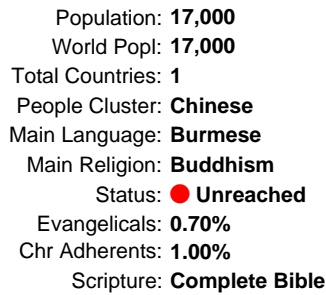 Population: 17,000
World Popl: 17,000
Total Countries: 1
People Cluster: Chinese
Main Language: Burmese
Main Religion: Buddhism
Status: Unreached
Evangelicals: 0.70%
Chr Adherents: 1.00%
Scripture: Complete Bible